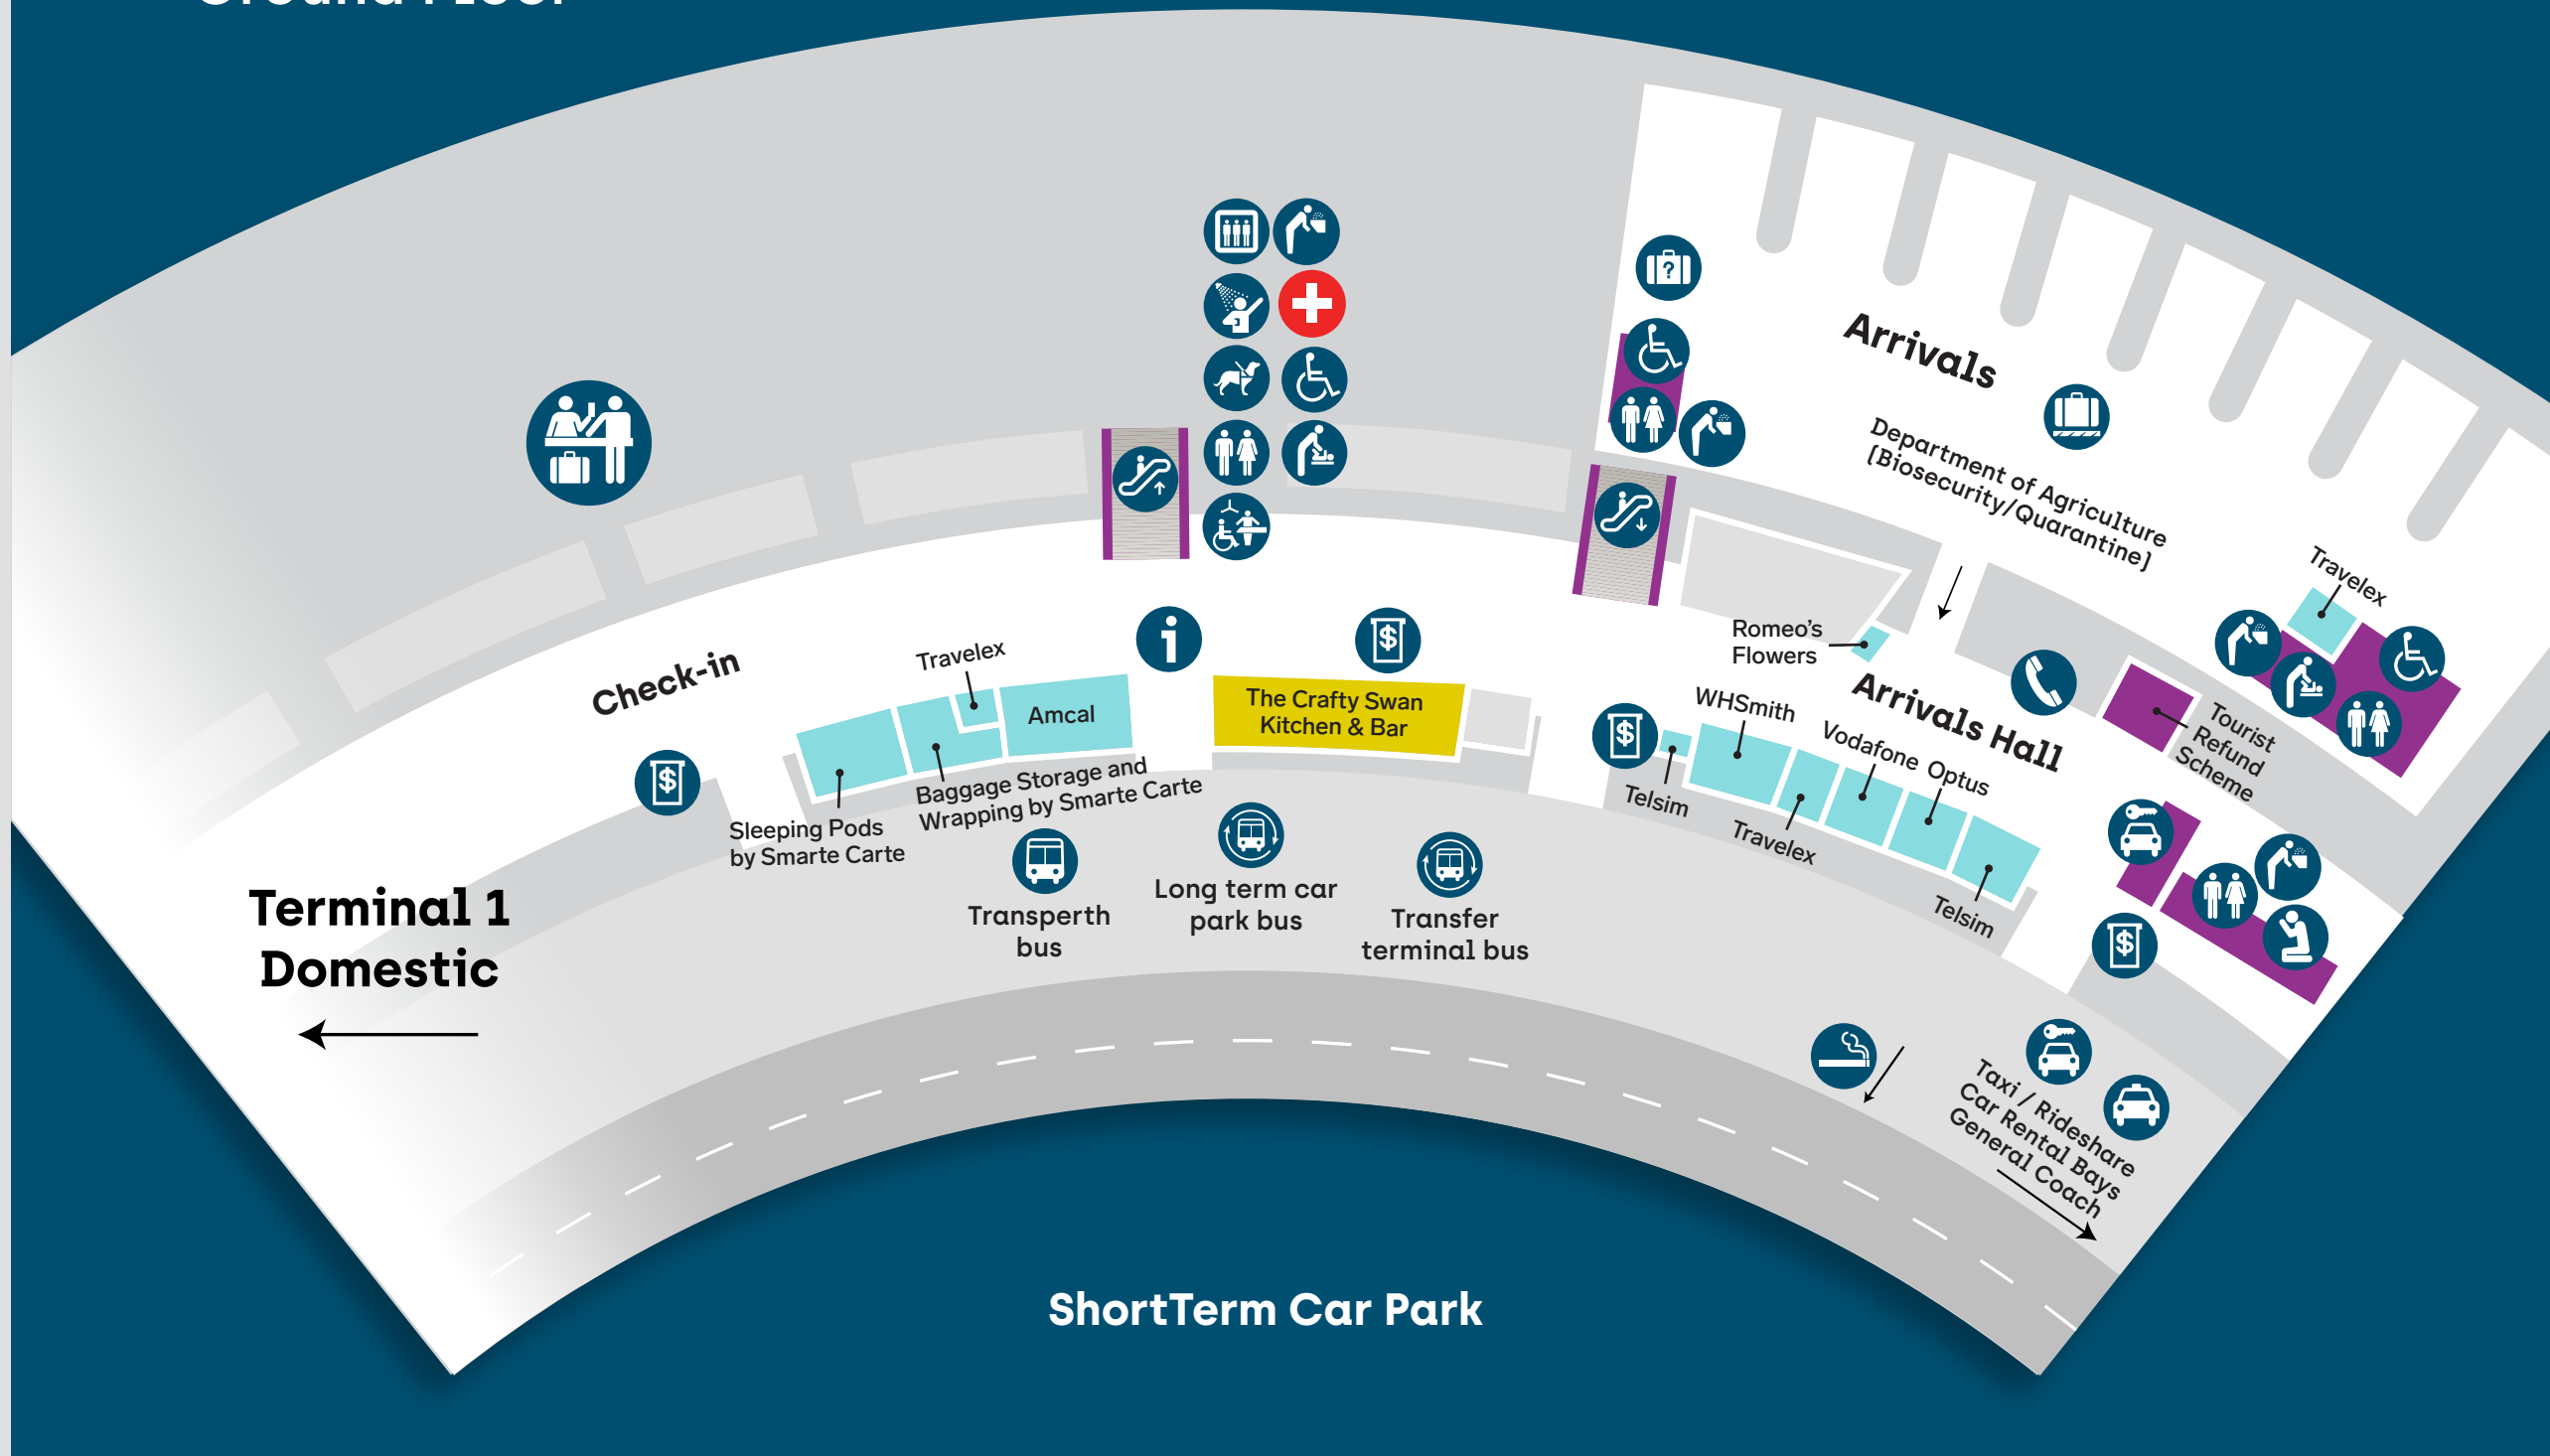 Ground Floor
Arrivals
Department of Agriculture
(Biosecurity/Quarantine)
Travelex
Romeo's
Flowers
Arrivals Hall
Tourist
Refund
Scheme
Check-in
Travelex
Amcal
The Crafty Swan
Kitchen & Bar
WHSmith
Vodafone
Optus
Telsim
Travelex
Telsim
Baggage Storage and
Wrapping by Smarte Carte
Sleeping Pods
by Smarte Carte
Transperth
bus
Long term car
park bus
Transfer
terminal bus
Terminal 1
Domestic
Taxi / Rideshare
Car Rental Bays
General Coach
ShortTerm Car Park